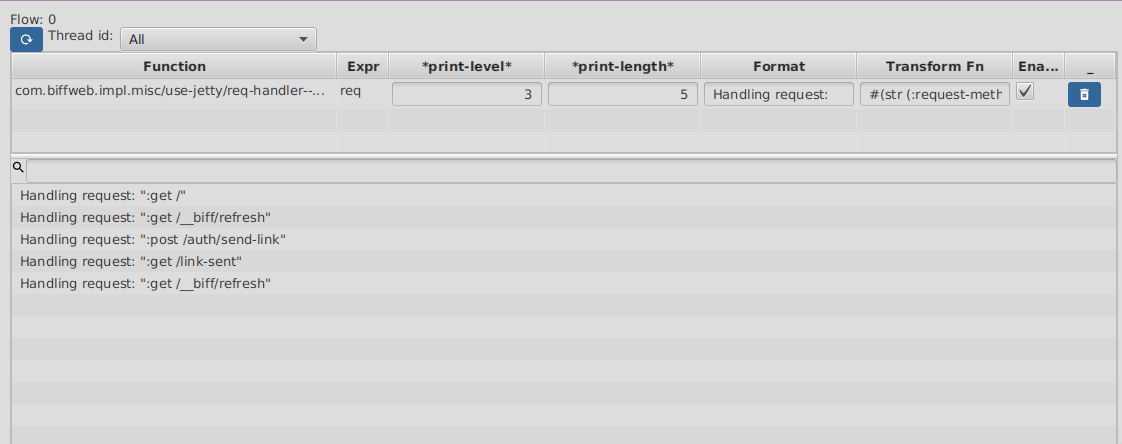 Flow: 0
Thread id: All
Function Expr *print-level* *print-length* Format Transform Fn Ena... _
com.biffweb.impl.misc/use-jetty/req-handler--... req 3 5 Handling request: #(str (:request-meth
Handling request: ":get /"
Handling request: ":get /__biff/refresh"
Handling request: ":post /auth/send-link"
Handling request: ":get /link-sent"
Handling request: ":get /__biff/refresh"